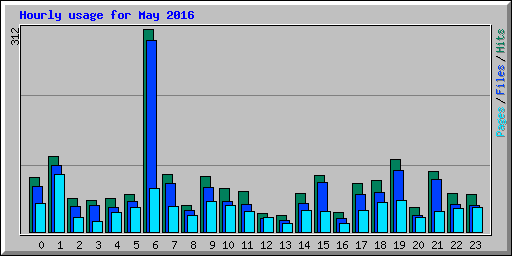 Hourly usage for May 2016
312
Pages / Files / Hits
0 1 2 3 4 5 6 7 8 9 10 11 12 13 14 15 16 17 18 19 20 21 22 23